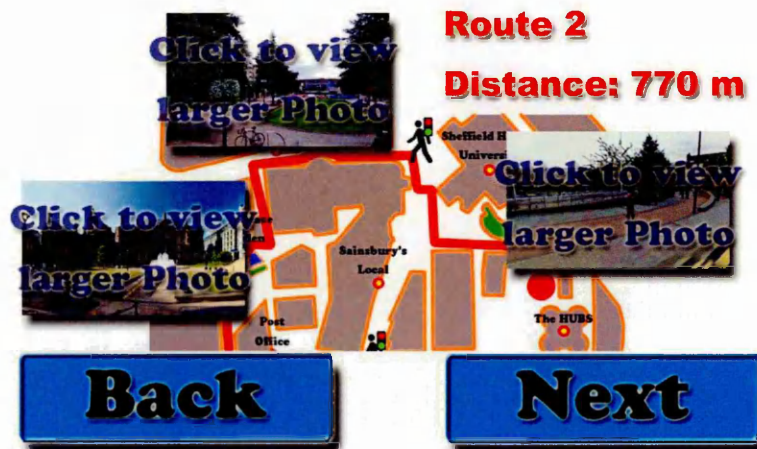 Route 2
Distance: 770 m
Click to view
larger Photo
Sheffield H
Universi
Click to view
larger Photo
Click to view
larger Photo
Sainsbury's
Local
Post
Office
The HUBS
Back
Next